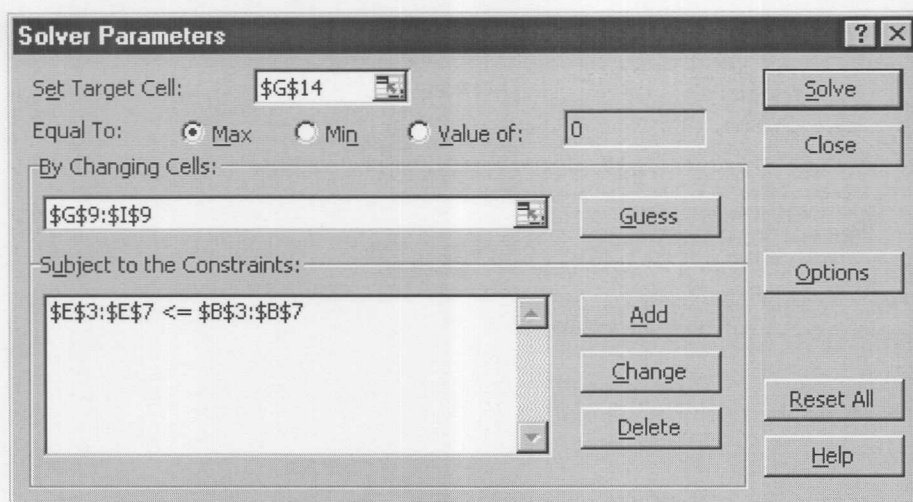 Solver Parameters
Set Target Cell: $G$14
Solve
Equal To: Max Min Value of: 0
Close
By Changing Cells:
$G$9:$I$9
Guess
Subject to the Constraints:
Options
$E$3:$E$7 <= $B$3:$B$7
Add
Change
Reset All
Delete
Help